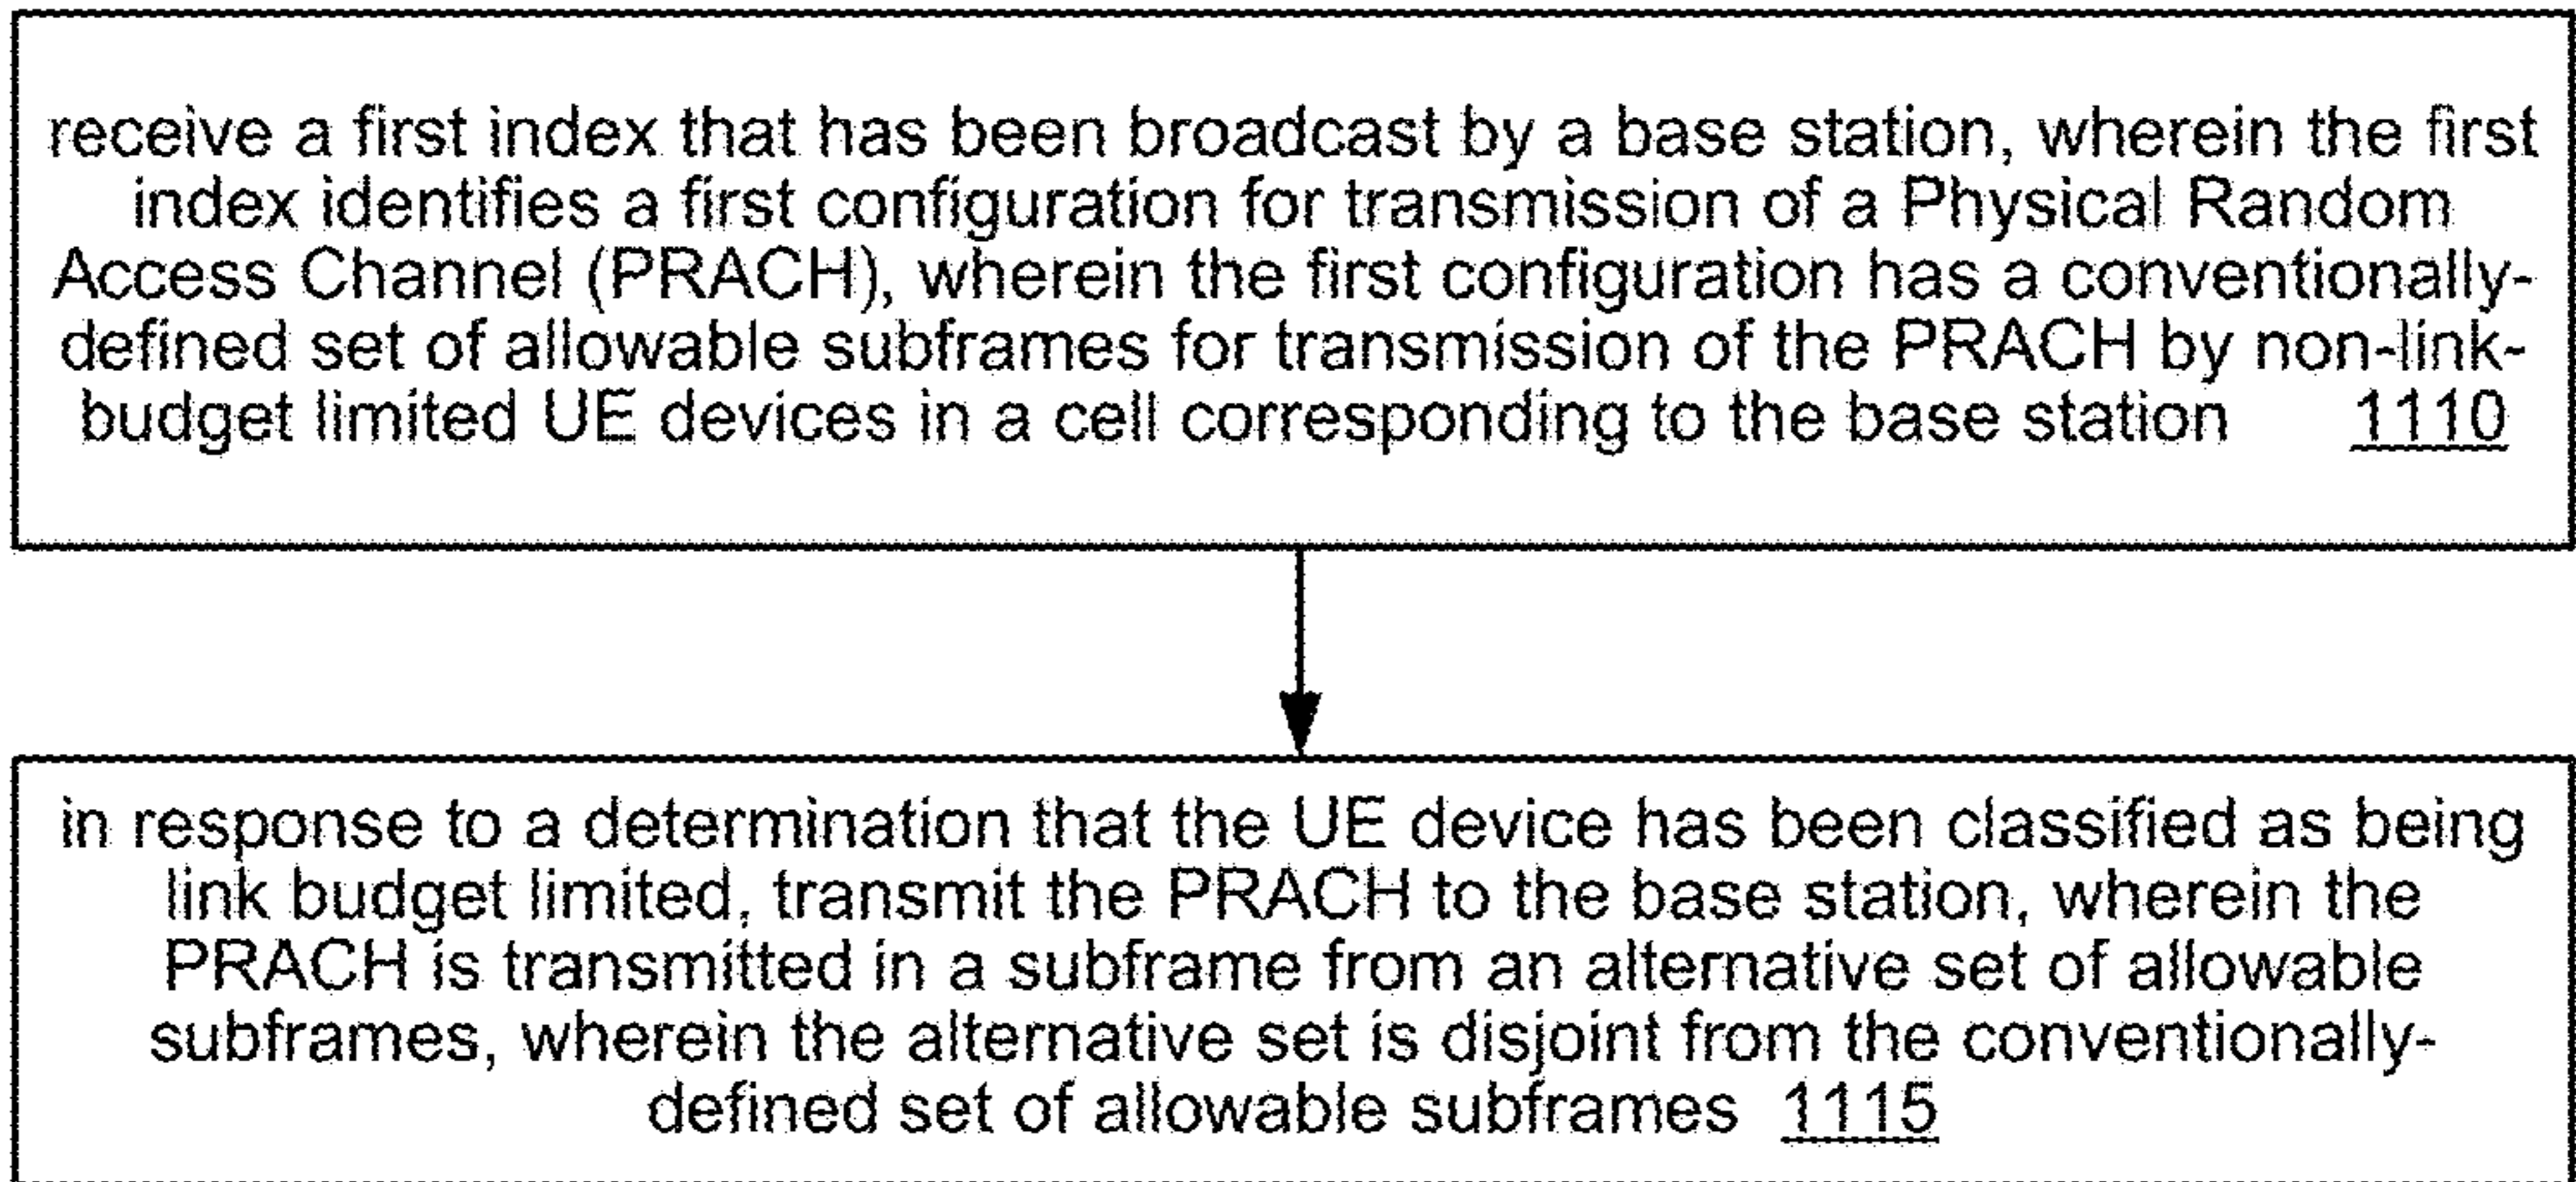 receive a first index that has been broadcast by a base station, wherein the first
index identifies a first configuration for transmission of a Physical Random
Access Channel (PRACH), wherein the first configuration has a conventionally-
defined set of allowable subframes for transmission of the PRACH by non-link-
budget limited UE devices in a cell corresponding to the base station 1110
in response to a determination that the UE device has been classified as being
link budget limited, transmit the PRACH to the base station, wherein the
PRACH is transmitted in a subframe from an alternative set of allowable
subframes, wherein the alternative set is disjoint from the conventionally-
defined set of allowable subframes 1115